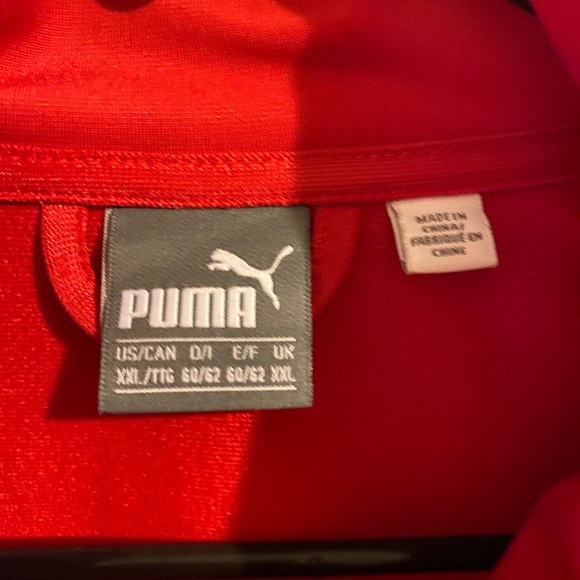 PUMA
US/CAN D/I E/F UK
XXL/TTG 60/62 60/62 XXL
MADE IN
CHINA/
FABRIQUÉ EN
CHINE